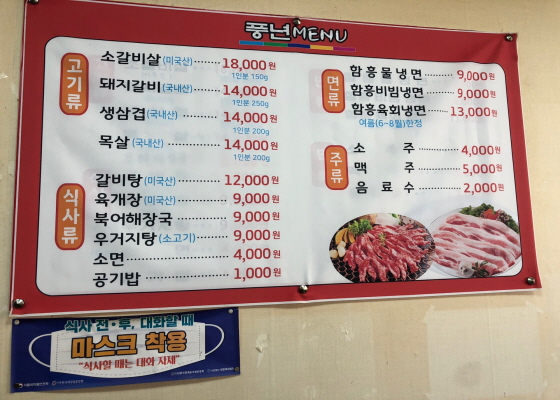 풍년MENU
고기류
소갈비살(미국산) 18,000원
1인분 150g
돼지갈비(국내산) 14,000원
1인분 250g
생삼겹(국내산) 14,000원
1인분 200g
목살(국내산) 14,000원
1인분 200g
식사류
갈비탕(미국산) 12,000원
육개장(미국산) 9,000원
북어해장국 9,000원
우거지탕(소고기) 9,000원
소면 4,000원
공기밥 1,000원
면류
함흥물냉면 9,000원
함흥비빔냉면 9,000원
함흥육회냉면 13,000원
여름(6~8월)한정
주류
소주 4,000원
맥주 5,000원
음료수 2,000원
식사 전·후, 대화할 때
마스크 착용
"식사할 때는 대화 자제"